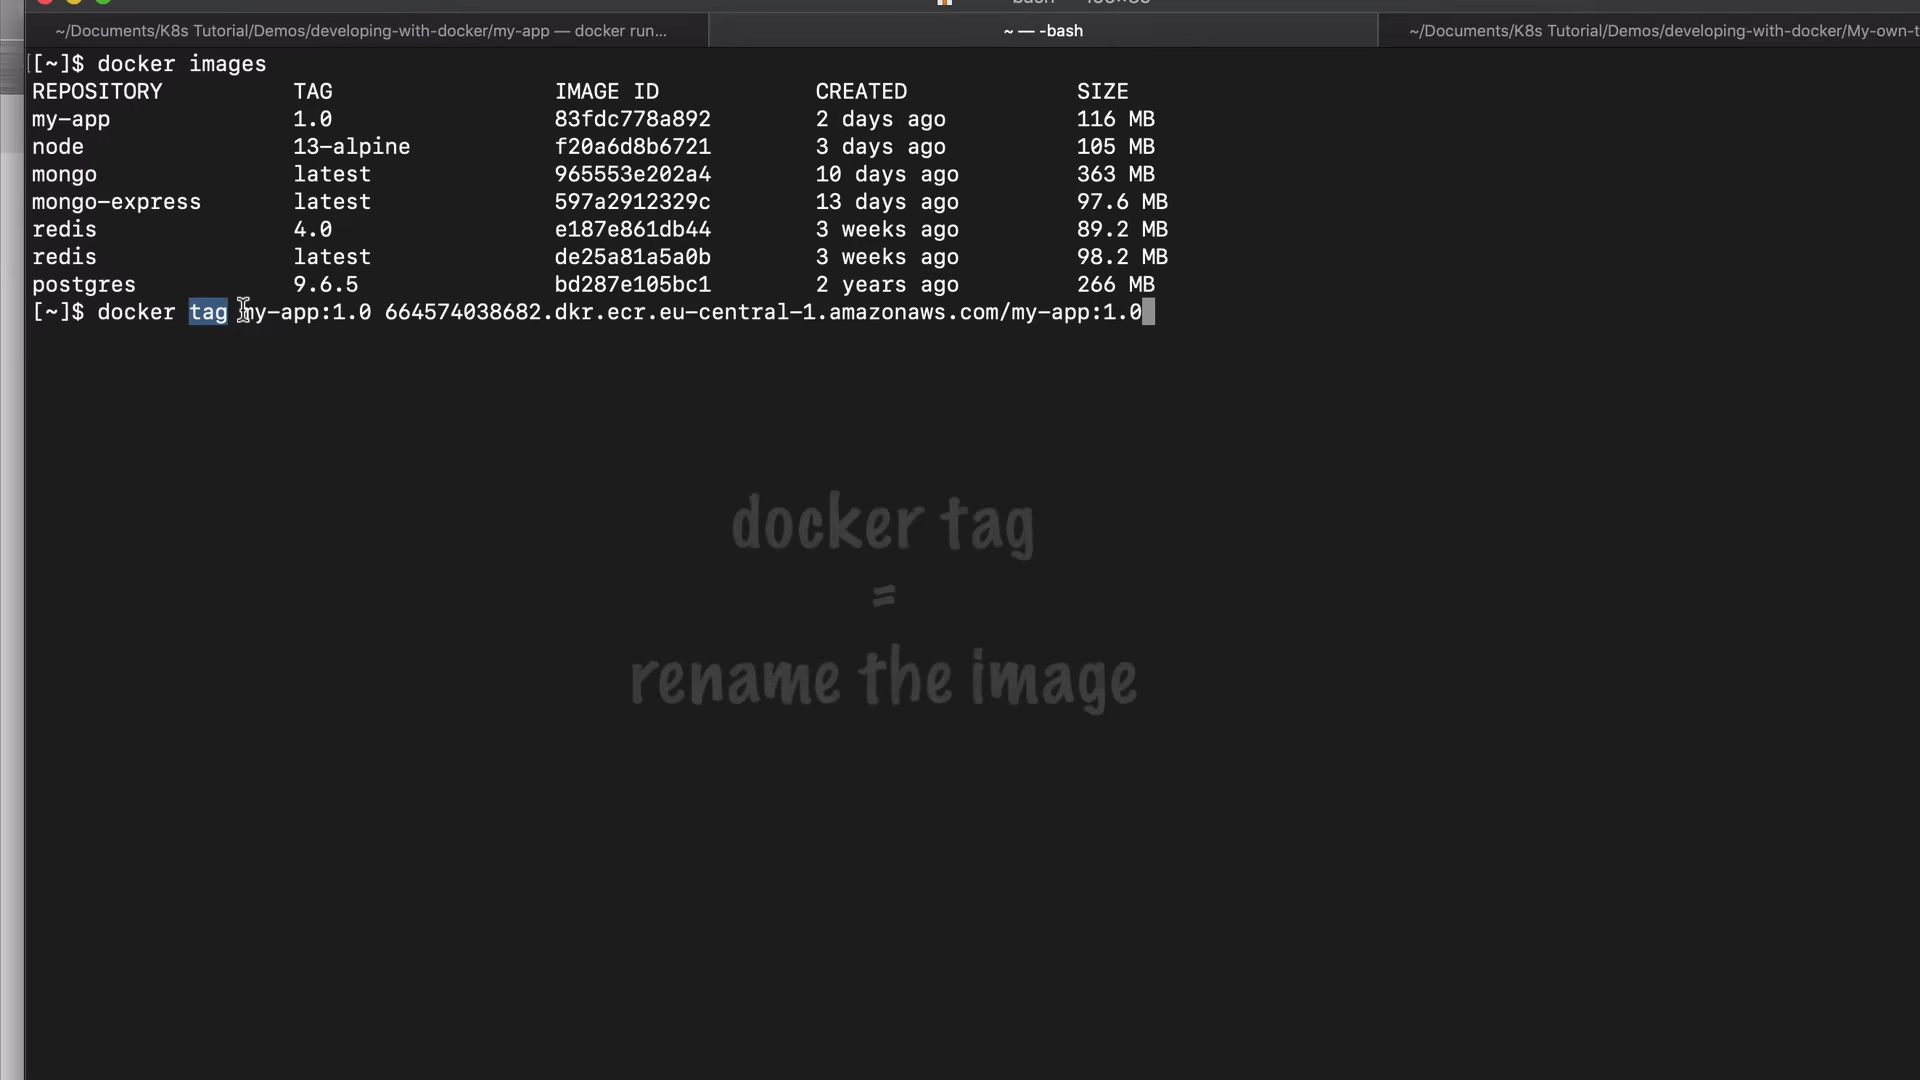 ~/Documents/K8s Tutorial/Demos/developing-with-docker/my-app — docker run... ~ — -bash ~/Documents/K8s Tutorial/Demos/developing-with-docker/My-own-t
[[~]$ docker images
REPOSITORY TAG IMAGE ID CREATED SIZE
my-app 1.0 83fdc778a892 2 days ago 116 MB
node 13-alpine f20a6d8b6721 3 days ago 105 MB
mongo latest 965553e202a4 10 days ago 363 MB
mongo-express latest 597a2912329c 13 days ago 97.6 MB
redis 4.0 e187e861db44 3 weeks ago 89.2 MB
redis latest de25a81a5a0b 3 weeks ago 98.2 MB
postgres 9.6.5 bd287e105bc1 2 years ago 266 MB
[~]$ docker tag my-app:1.0 664574038682.dkr.ecr.eu-central-1.amazonaws.com/my-app:1.0
docker tag
=
rename the image